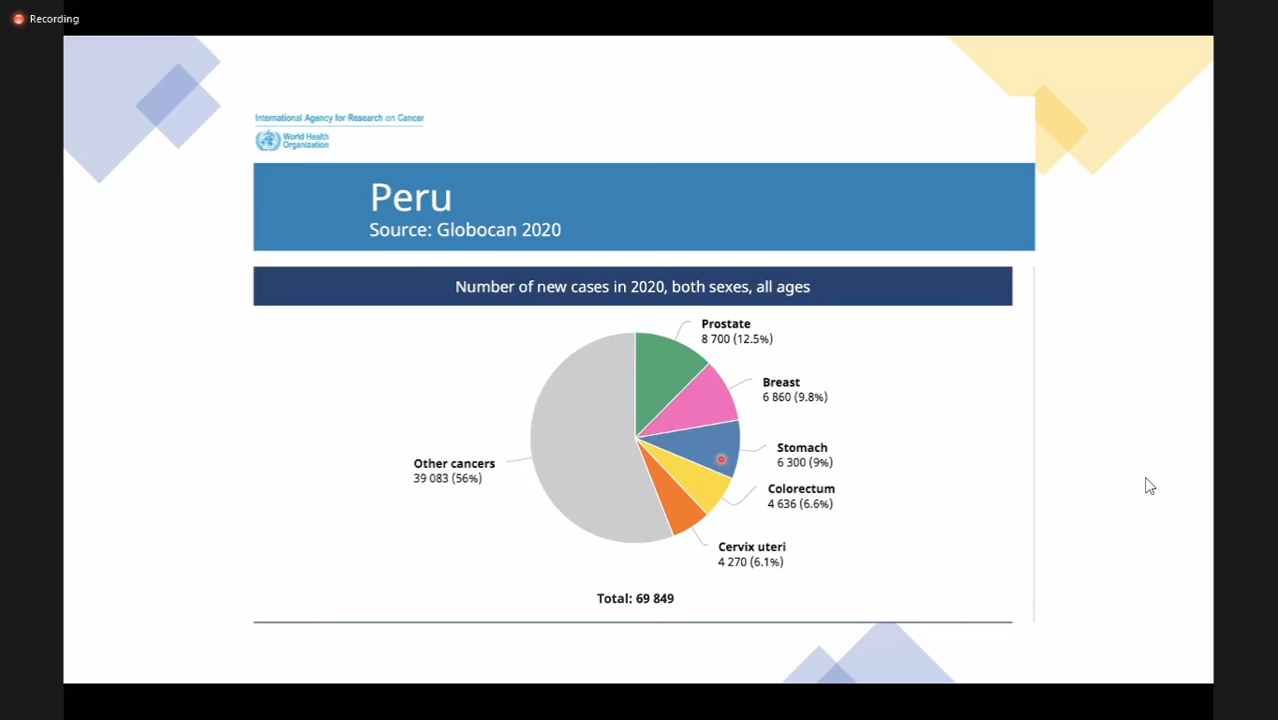 Recording
International Agency for Research on Cancer
World Health
Organization
Peru
Source: Globocan 2020
Number of new cases in 2020, both sexes, all ages
Prostate
8 700 (12.5%)
Breast
6 860 (9.8%)
Stomach
6 300 (9%)
Colorectum
4 636 (6.6%)
Cervix uteri
4 270 (6.1%)
Other cancers
39 083 (56%)
Total: 69 849